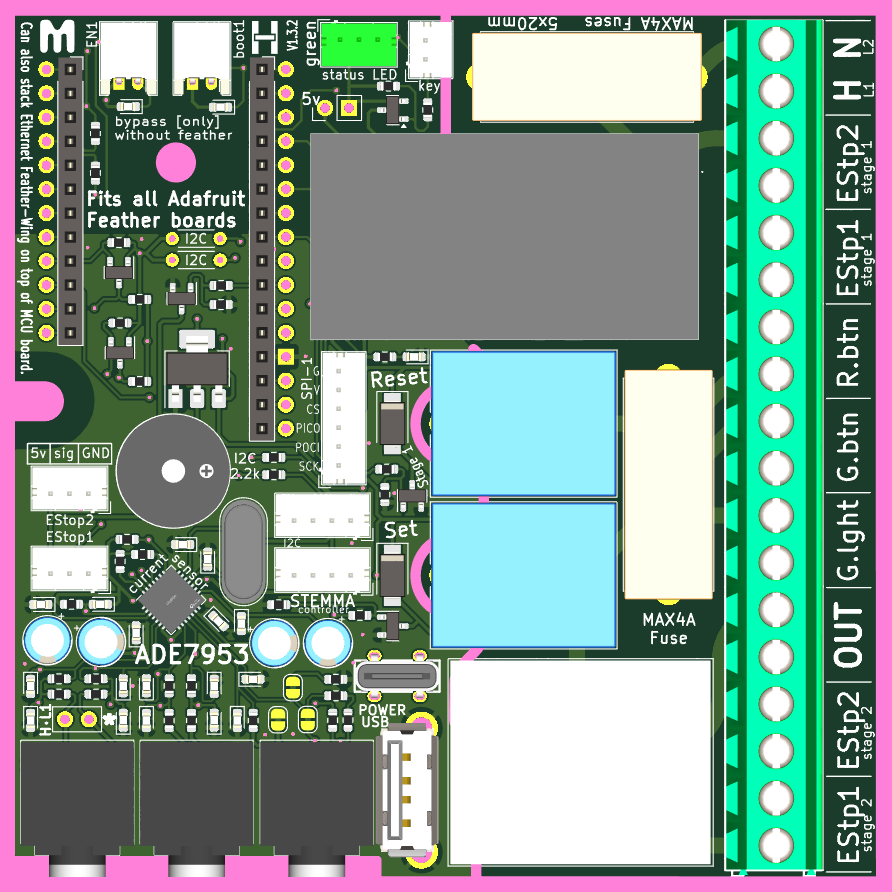 M
EN1
boot1
H
V1.3.2
green
status LED
key
5x20mm Fuses MAX4A
5v
bypass [only]
without feather
Fits all Adafruit
Feather boards
Can also stack Ethernet Feather-Wing on top of MCU board.
I2C
I2C
SPI-1
G
V
CS
PICO
POCI
SCK
Reset
Stage 1
5v sig GND
EStop2
EStop1
I2C
2.2k
Set
I2C
STEMMA
controller
current
sensor
ADE7953
MAX4A
Fuse
POWER
USB
H-L1
*
N
L2
H
L1
EStp2
stage 1
EStp1
stage 1
R.btn
G.btn
G.lght
OUT
EStp2
stage 2
EStp1
stage 2